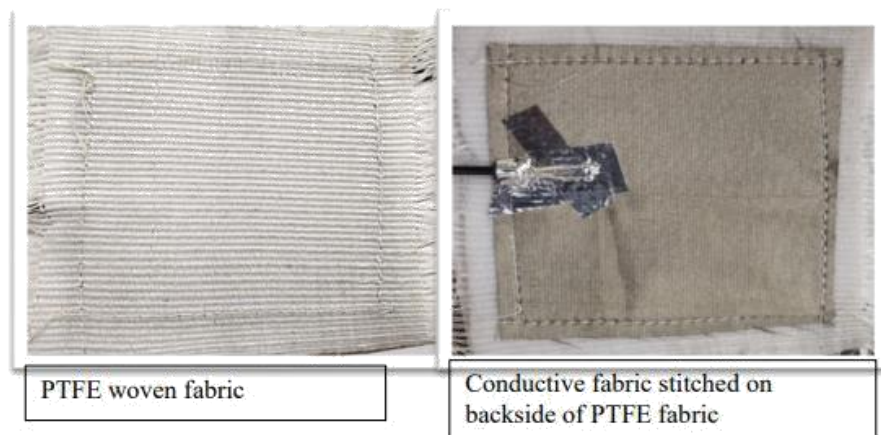 PTFE woven fabric
Conductive fabric stitched on
backside of PTFE fabric